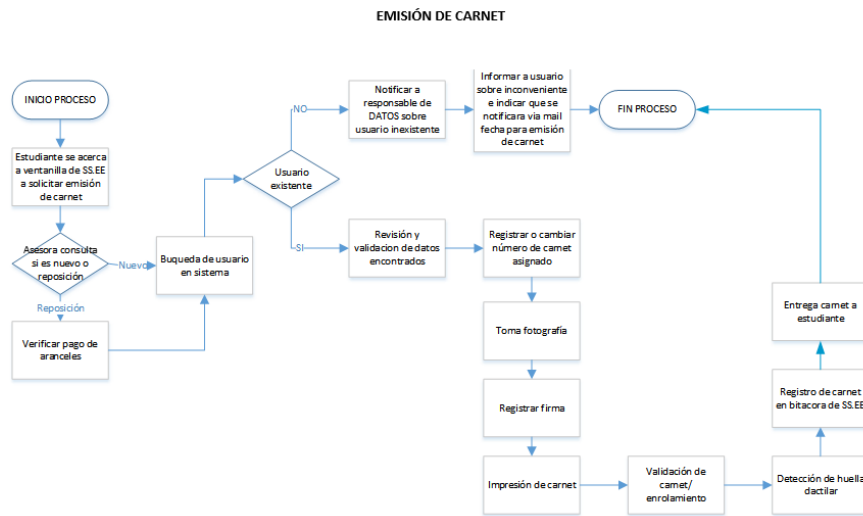 EMISIÓN DE CARNET
INICIO PROCESO
Estudiante se acerca
a ventanilla de SS.EE
a solicitar emisión
de carnet
Asesora consulta
si es nuevo o
reposición
Nuevo
Reposición
Verificar pago de
aranceles
Buqueda de usuario
en sistema
Usuario
existente
NO
Notificar a
responsable de
DATOS sobre
usuario inexistente
Informar a usuario
sobre inconveniente
e indicar que se
notificara via mail
fecha para emisión
de carnet
FIN PROCESO
SI
Revisión y
validacion de datos
encontrados
Registrar o cambiar
número de carnet
asignado
Toma fotografía
Registrar firma
Impresión de carnet
Validación de
carnet/
enrolamiento
Detección de huella
dactilar
Registro de carnet
en bitacora de SS.EE
Entrega carnet a
estudiante